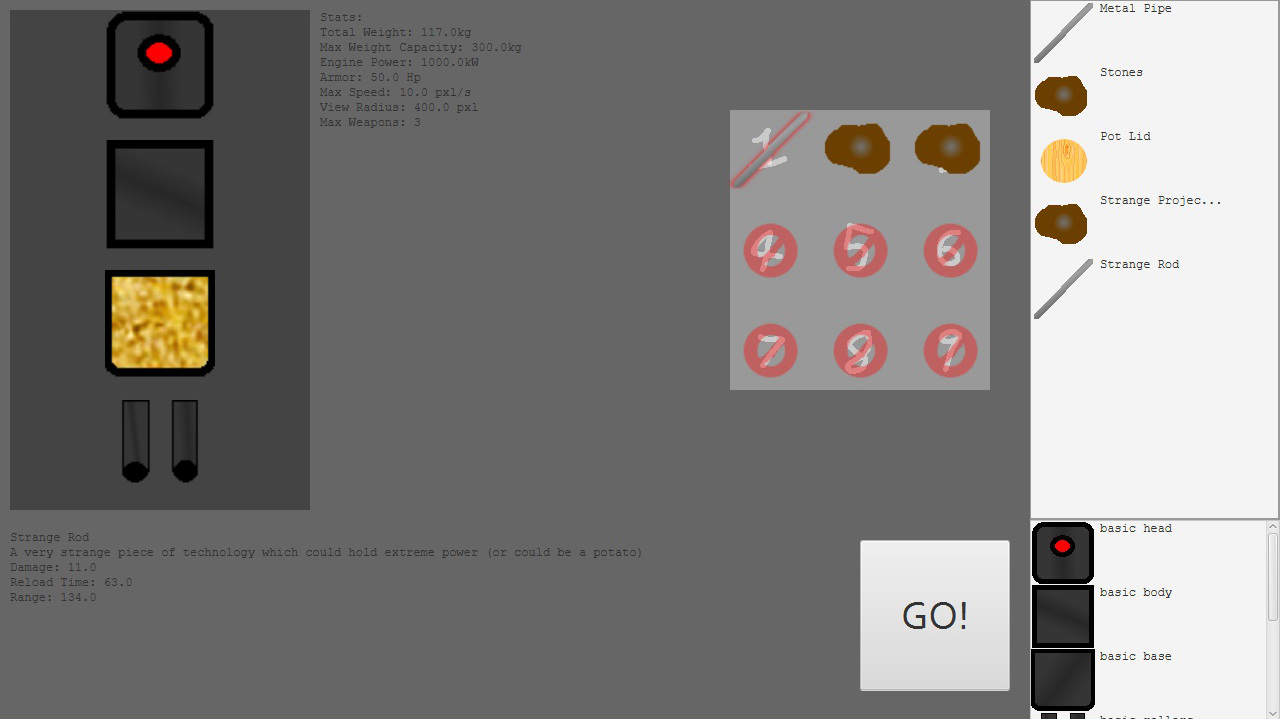 Stats:
Total Weight: 117.0kg
Max Weight Capacity: 300.0kg
Engine Power: 1000.0kW
Armor: 50.0 Hp
Max Speed: 10.0 pxl/s
View Radius: 400.0 pxl
Max Weapons: 3
1
4 5 6
7 8 9
Metal Pipe
Stones
Pot Lid
Strange Projec...
Strange Rod
Strange Rod
A very strange piece of technology which could hold extreme power (or could be a potato)
Damage: 11.0
Reload Time: 63.0
Range: 134.0
GO!
basic head
basic body
basic base